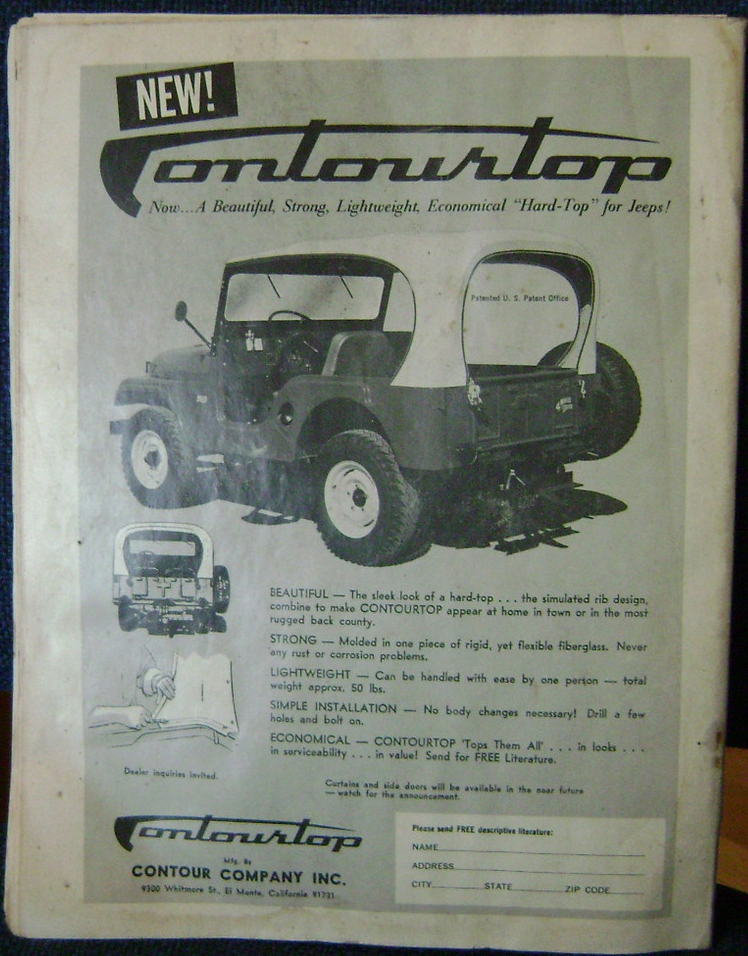 NEW!
Contourtop
Now...A Beautiful, Strong, Lightweight, Economical "Hard-Top" for Jeeps!
Patented U. S. Patent Office
BEAUTIFUL — The sleek look of a hard-top . . . the simulated rib design,
combine to make CONTOURTOP appear at home in town or in the most
rugged back county.
STRONG — Molded in one piece of rigid, yet flexible fiberglass. Never
any rust or corrosion problems.
LIGHTWEIGHT — Can be handled with ease by one person — total
weight approx. 50 lbs.
SIMPLE INSTALLATION — No body changes necessary! Drill a few
holes and bolt on.
ECONOMICAL — CONTOURTOP 'Tops Them All' . . . in looks . . .
in serviceability . . . in value! Send for FREE Literature.
Dealer inquiries invited.
Curtains and side doors will be available in the near future
— watch for the announcement.
Contourtop
Mfg. By
CONTOUR COMPANY INC.
9300 Whitmore St., El Monte, California 91731
Please send FREE descriptive literature:
NAME
ADDRESS
CITY STATE ZIP CODE